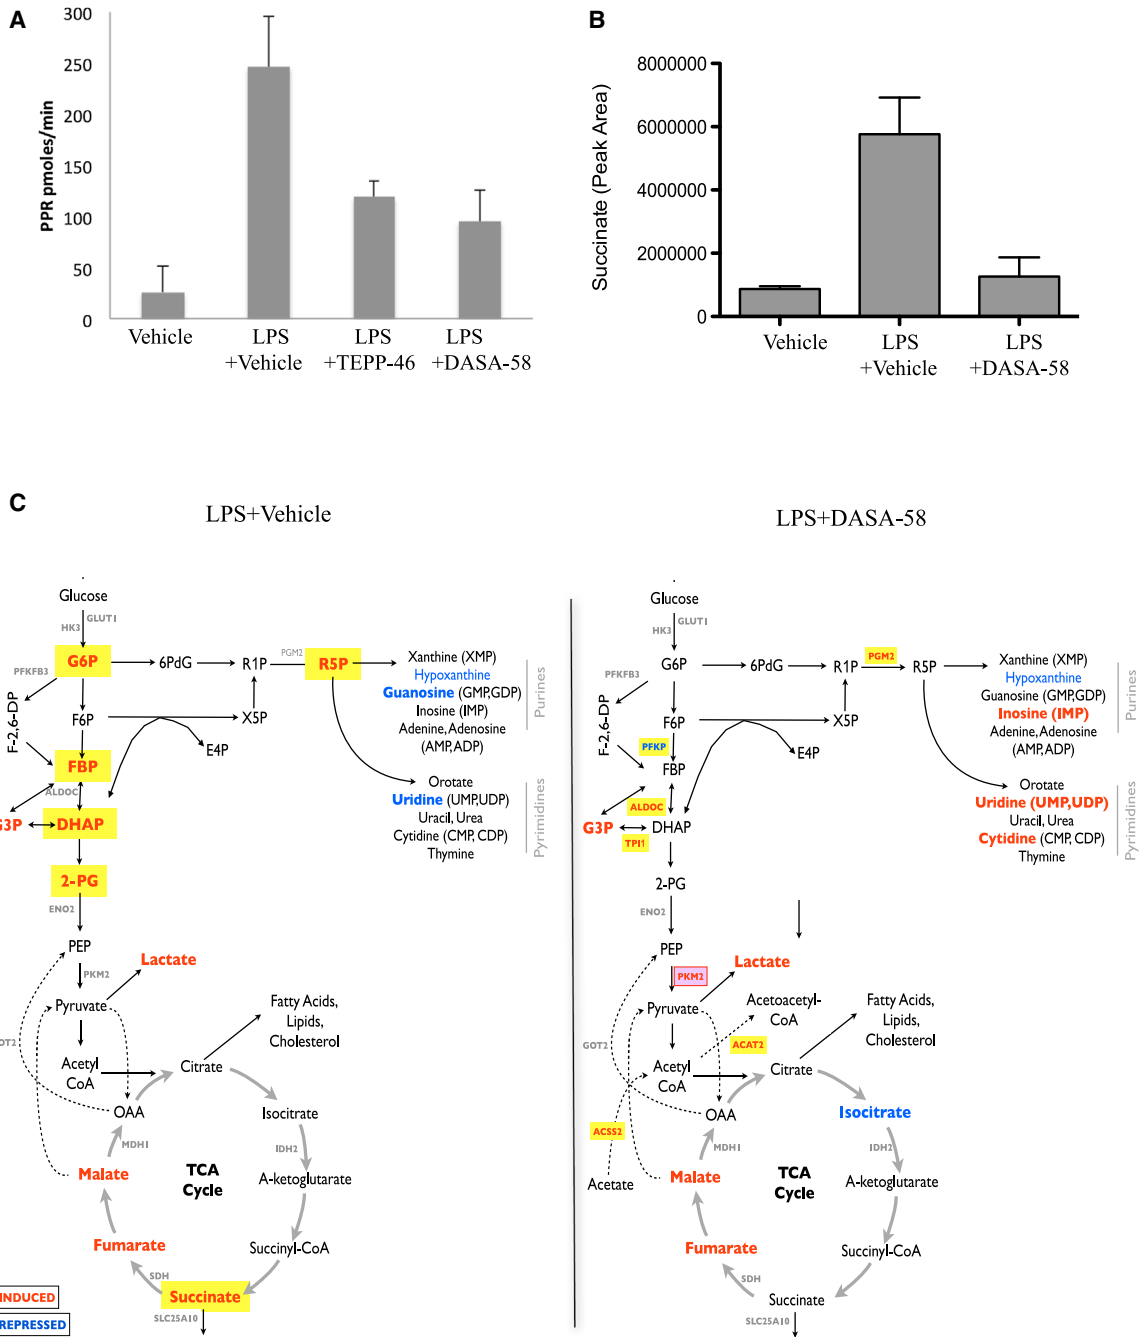 A
300
250
200
150
100
50
0
PPR pmoles/min
Vehicle
LPS
+Vehicle
LPS
+TEPP-46
LPS
+DASA-58
B
8000000
6000000
4000000
2000000
0
Succinate (Peak Area)
Vehicle
LPS
+Vehicle
LPS
+DASA-58
C
LPS+Vehicle
Glucose
GLUT1
HK3
G6P
6PdG
R1P
PGM2
R5P
PFKFB3
F-2,6-DP
F6P
X5P
E4P
FBP
ALDOC
G3P
DHAP
2-PG
ENO2
PEP
PKM2
Lactate
Pyruvate
Acetyl
CoA
Citrate
Fatty Acids,
Lipids,
Cholesterol
OT2
OAA
MDH1
Isocitrate
IDH2
Malate
TCA
Cycle
A-ketoglutarate
Fumarate
Succinyl-CoA
SDH
Succinate
SLC25A10
Xanthine (XMP)
Hypoxanthine
Guanosine (GMP,GDP)
Inosine (IMP)
Adenine, Adenosine
(AMP, ADP)
Purines
Orotate
Uridine (UMP,UDP)
Uracil, Urea
Cytidine (CMP, CDP)
Thymine
Pyrimidines
INDUCED
REPRESSED
LPS+DASA-58
Glucose
GLUT1
HK3
G6P
6PdG
R1P
PGM2
R5P
PFKFB3
F-2,6-DP
F6P
X5P
E4P
PFKP
FBP
ALDOC
G3P
DHAP
TPI1
2-PG
ENO2
PEP
PKM2
Lactate
Pyruvate
Acetoacetyl-
CoA
ACAT2
Acetyl
CoA
Citrate
Fatty Acids,
Lipids,
Cholesterol
GOT2
OAA
MDH1
ACSS2
Acetate
Isocitrate
IDH2
Malate
TCA
Cycle
A-ketoglutarate
Fumarate
Succinyl-CoA
SDH
Succinate
SLC25A10
Xanthine (XMP)
Hypoxanthine
Guanosine (GMP,GDP)
Inosine (IMP)
Adenine, Adenosine
(AMP, ADP)
Purines
Orotate
Uridine (UMP,UDP)
Uracil, Urea
Cytidine (CMP, CDP)
Thymine
Pyrimidines